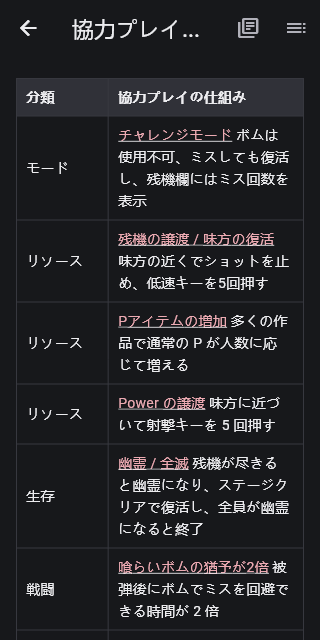 協力プレイ...
分類
協力プレイの仕組み
モード
チャレンジモード ボムは
使用不可、ミスしても復活
し、残機欄にはミス回数を
表示
リソース
残機の譲渡 / 味方の復活
味方の近くでショットを止
め、低速キーを5回押す
リソース
Pアイテムの増加 多くの作
品で通常の P が人数に応
じて増える
リソース
Power の譲渡 味方に近づ
いて射撃キーを 5 回押す
生存
幽霊 / 全滅 残機が尽きる
と幽霊になり、ステージク
リアで復活し、全員が幽霊
になると終了
戦闘
喰らいボムの猶予が2倍 被
弾後にボムでミスを回避で
きる時間が 2 倍